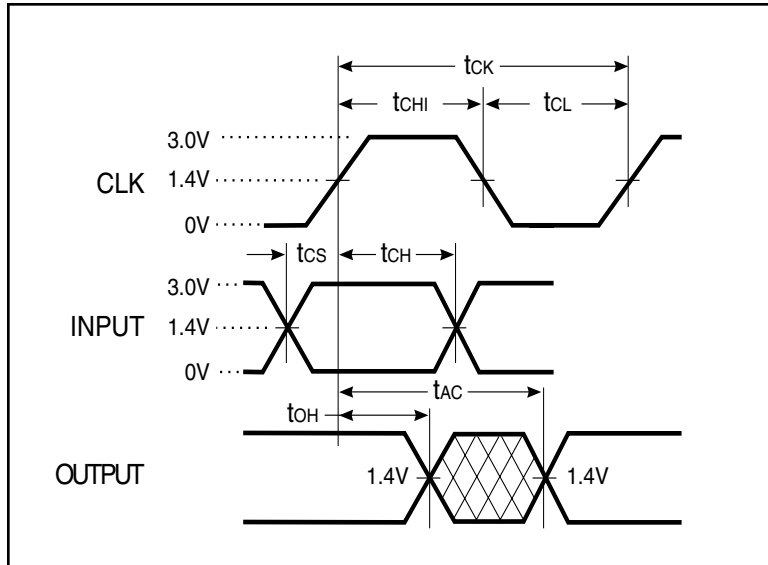 tCK
tCHI tCL
3.0V
CLK 1.4V
0V
tCS tCH
3.0V
INPUT 1.4V
0V
tAC
tOH
OUTPUT 1.4V 1.4V